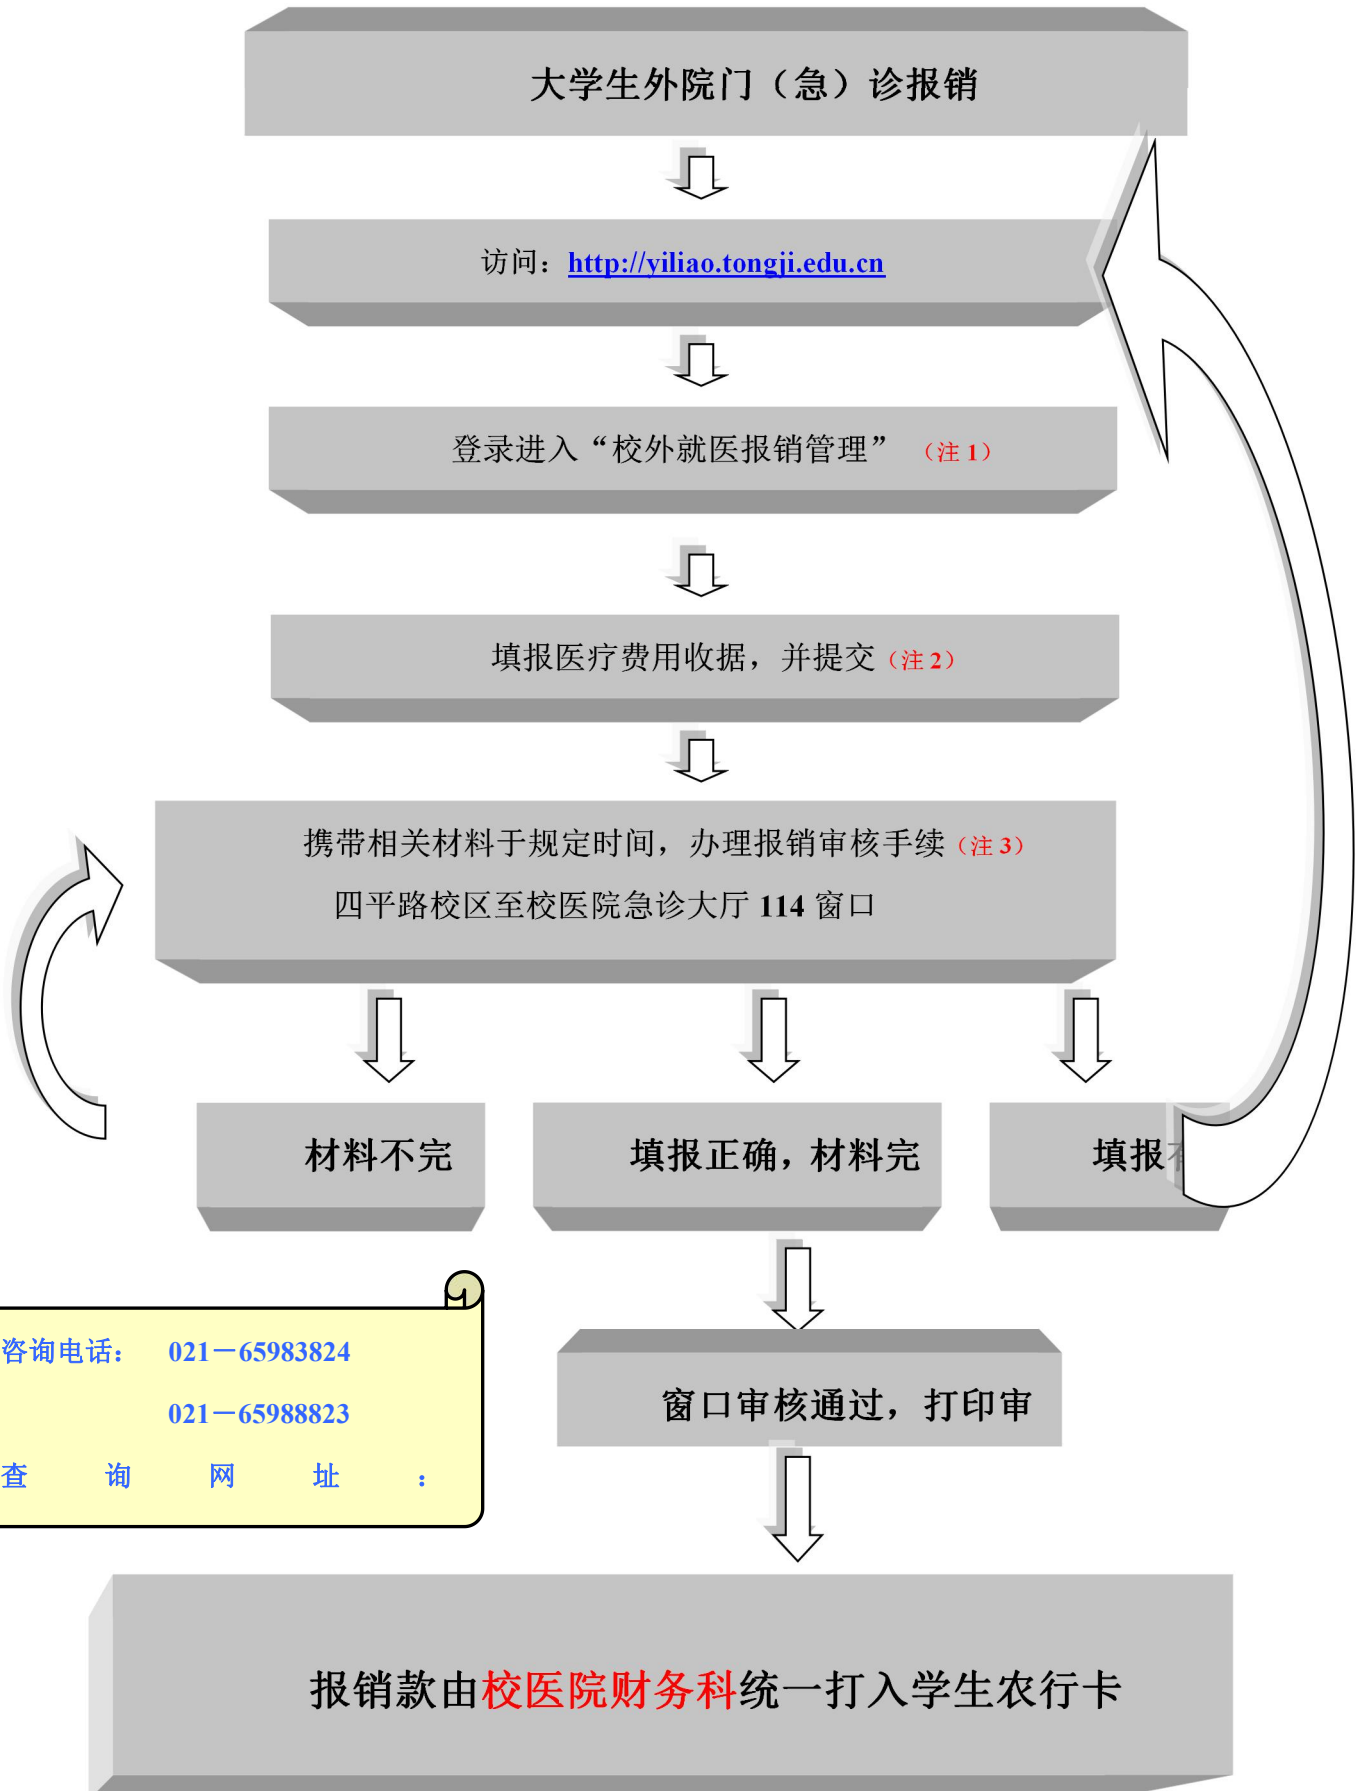 大学生外院门（急）诊报销
访问：http://yiliao.tongji.edu.cn
登录进入“校外就医报销管理” （注 1）
填报医疗费用收据，并提交（注 2）
携带相关材料于规定时间，办理报销审核手续（注 3）
四平路校区至校医院急诊大厅 114 窗口
材料不完
填报正确，材料完
填报
窗口审核通过，打印审
咨询电话： 021－65983824
021－65988823
查 询 网 址 ：
报销款由校医院财务科统一打入学生农行卡